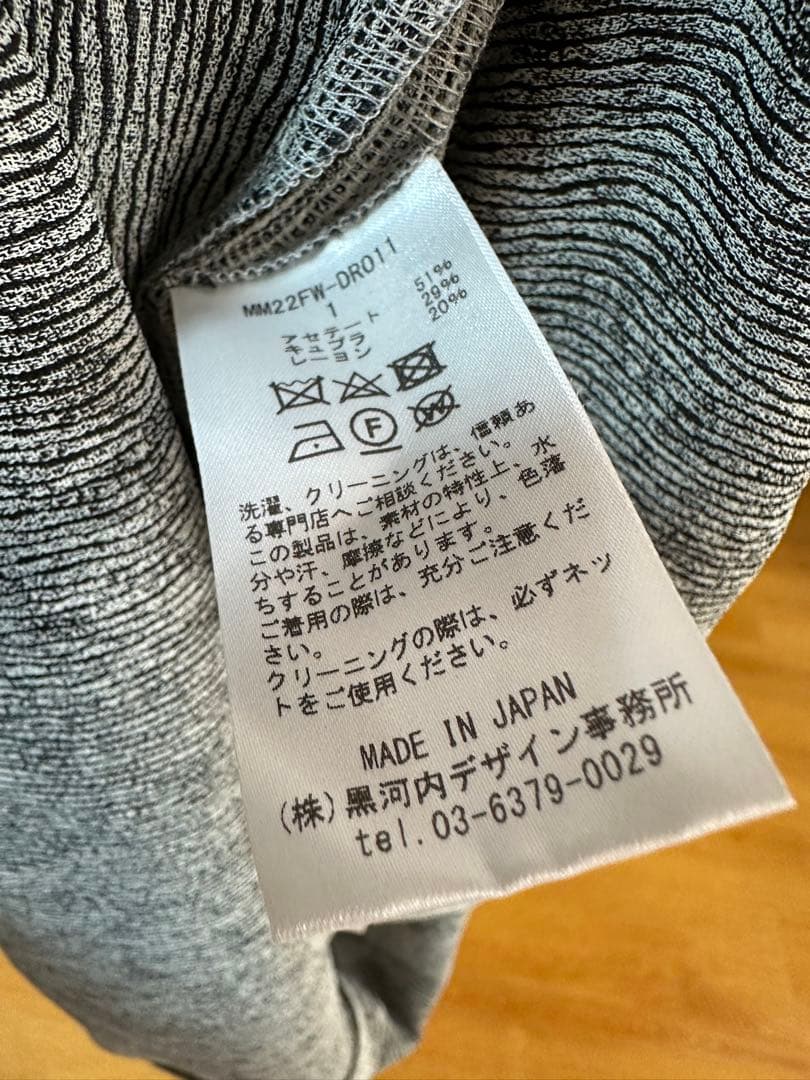 MM22FW-DR011
1
アセテート 51%
キュプラ 29%
レーヨン 20%
F
W
洗濯、クリーニングは、信頼あ
る専門店へご相談ください。
この製品は、素材の特性上、水
分や汗、摩擦などにより、色落
ちすることがあります。
ご着用の際は、充分ご注意くだ
さい。
クリーニングの際は、必ずネッ
トをご使用ください。
MADE IN JAPAN
(株)黒河内デザイン事務所
tel.03-6379-0029